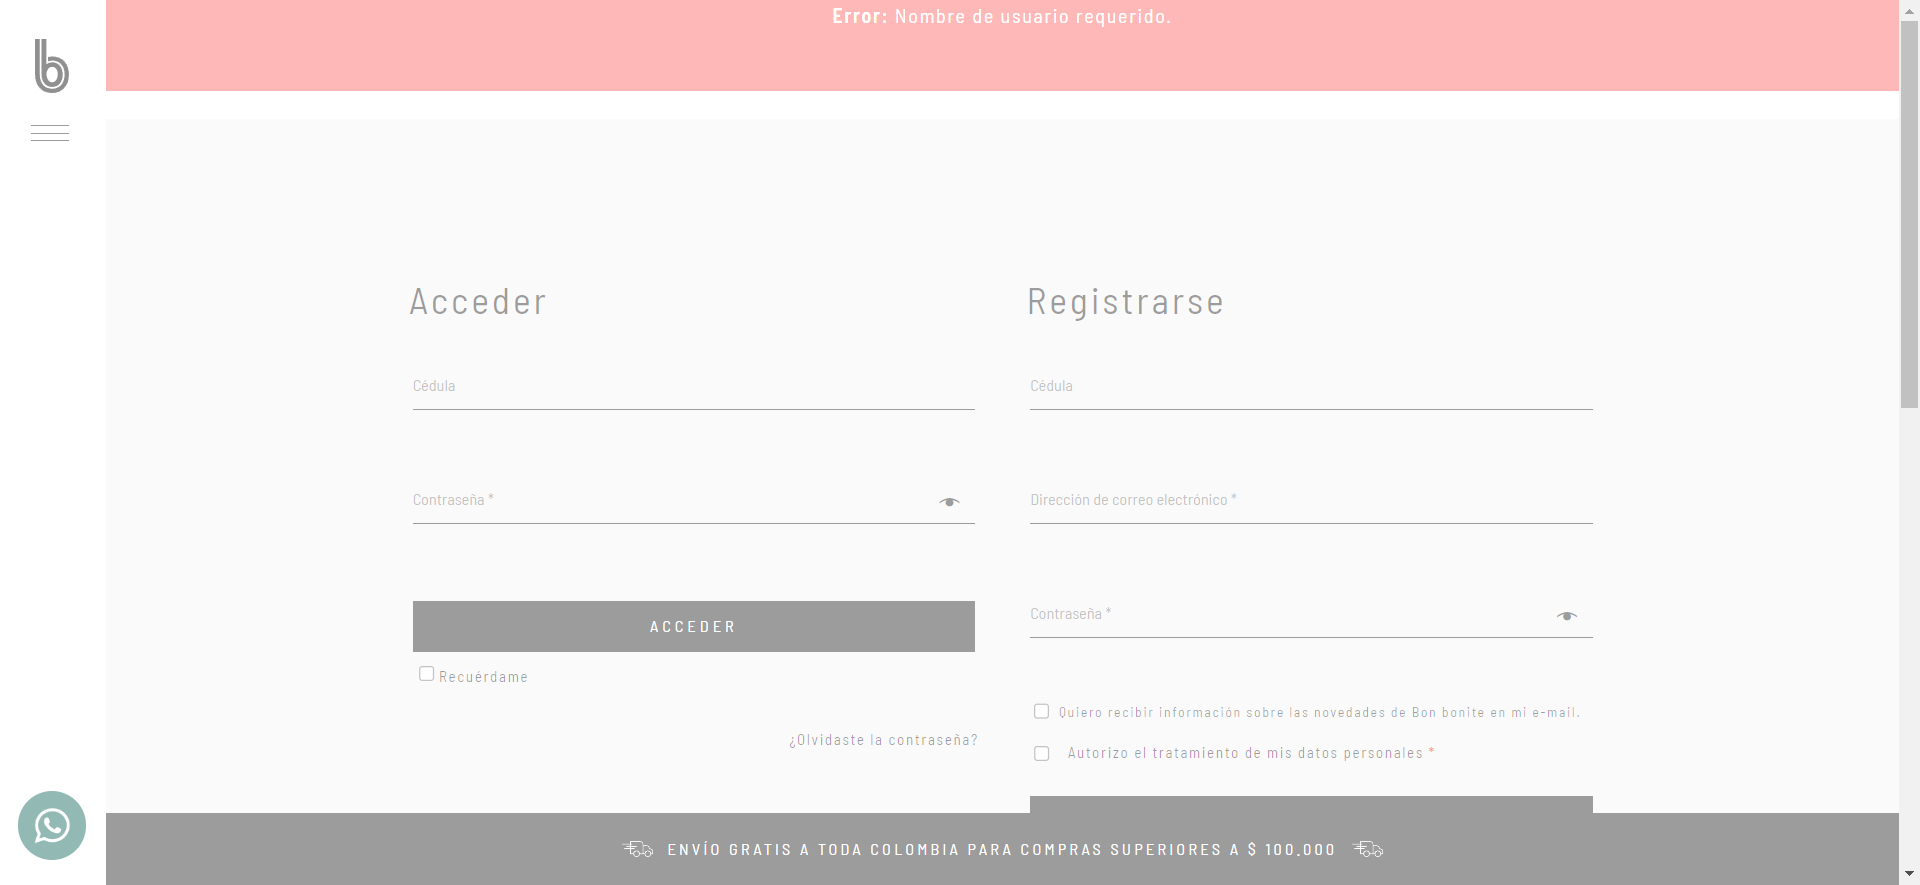 Error: Nombre de usuario requerido.
b
Acceder
Cédula
Contraseña *
ACCEDER
Recuérdame
¿Olvidaste la contraseña?
Registrarse
Cédula
Dirección de correo electrónico *
Contraseña *
Quiero recibir información sobre las novedades de Bon bonite en mi e-mail.
Autorizo el tratamiento de mis datos personales *
ENVÍO GRATIS A TODA COLOMBIA PARA COMPRAS SUPERIORES A $ 100.000